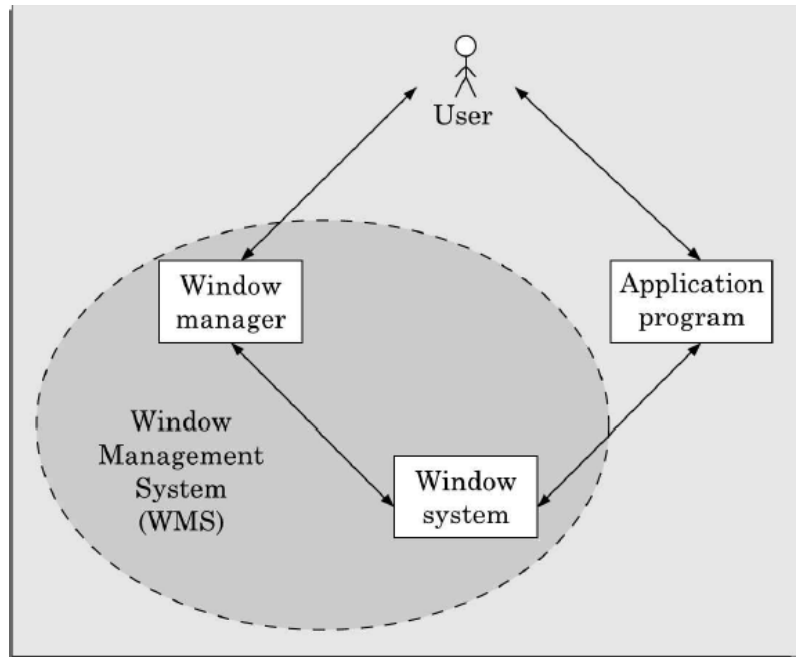 User
Window
manager
Application
program
Window
Management
System
(WMS)
Window
system